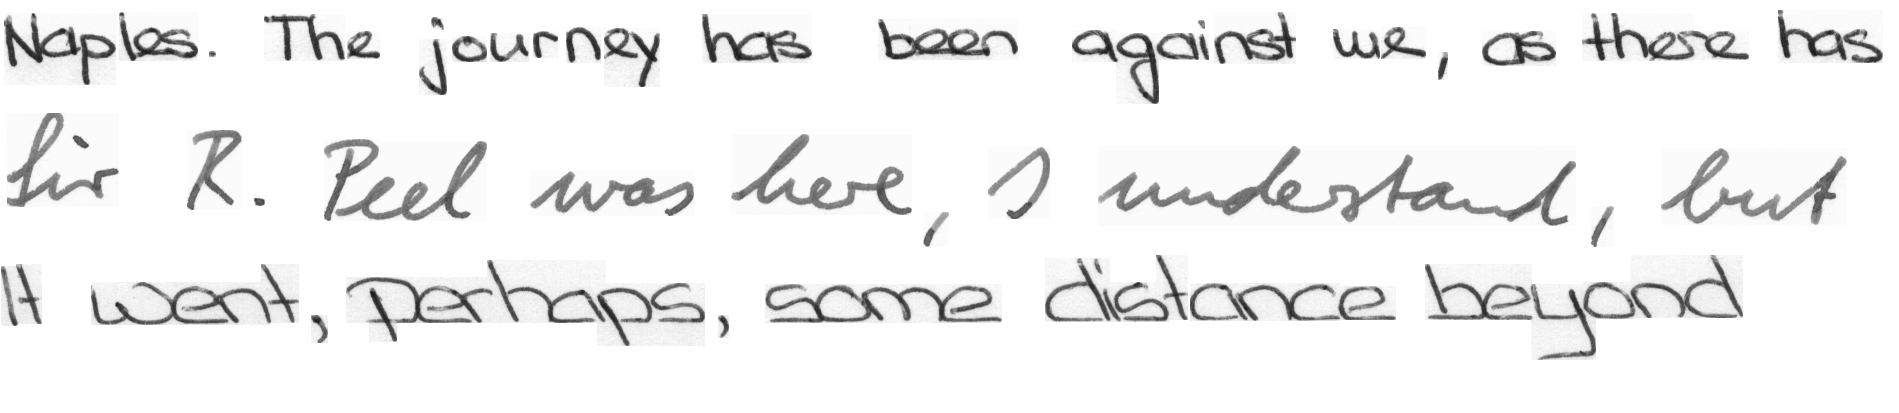 Naples. The journey has been against we, as there has
Sir R. Peel was here, I understand, but
It went, perhaps, some distance beyond